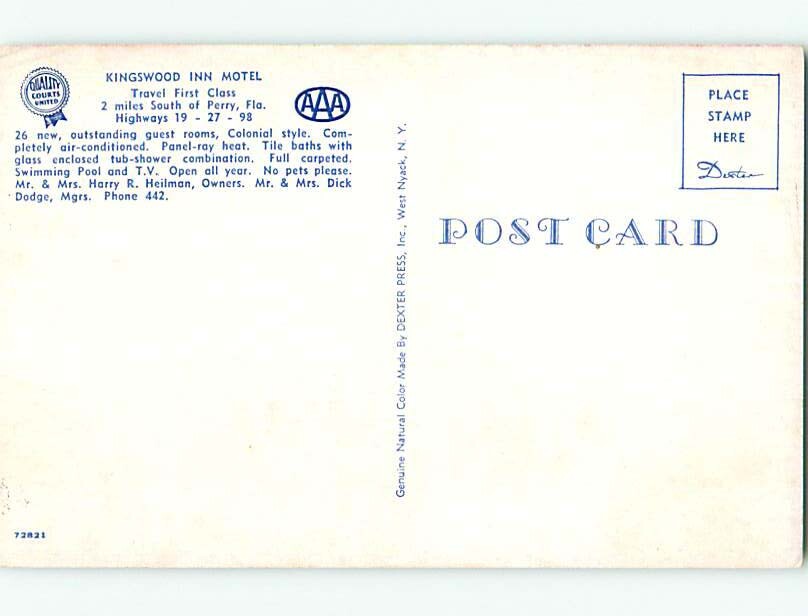 QUALITY
COURTS
UNITED
KINGSWOOD INN MOTEL
Travel First Class
2 miles South of Perry, Fla.
Highways 19 - 27 - 98
AAA
26 new, outstanding guest rooms, Colonial style. Com-
pletely air-conditioned. Panel-ray heat. Tile baths with
glass enclosed tub-shower combination. Full carpeted.
Swimming Pool and T.V. Open all year. No pets please.
Mr. & Mrs. Harry R. Heilman, Owners. Mr. & Mrs. Dick
Dodge, Mgrs. Phone 442.
72821
Genuine Natural Color Made By DEXTER PRESS, Inc., West Nyack, N. Y.
PLACE
STAMP
HERE
Dexter
POST CARD